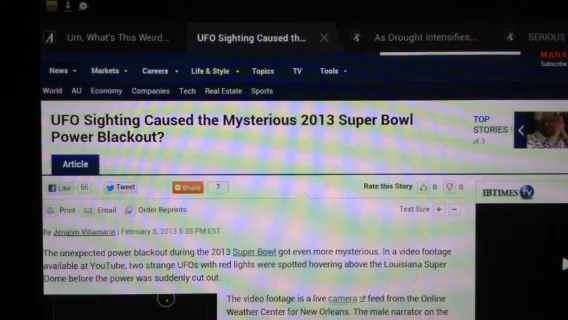 Um, What's This Weird...
UFO Sighting Caused th...
As Drought Intensifies,...
SERIOUS
MANA
Subscribe
News
Markets
Careers
Life & Style
Topics
TV
Tools
World AU Economy Companies Tech Real Estate Sports
UFO Sighting Caused the Mysterious 2013 Super Bowl
Power Blackout?
TOP
STORIES
of 3
Article
Like 66
Tweet
Share 7
Rate this Story 0 0
IBTIMES TV
Print Email Order Reprints
Text Size + -
By Jenalyn Villamarin | February 8, 2013 5:35 PM EST
The unexpected power blackout during the 2013 Super Bowl got even more mysterious. In a video footage
available at YouTube, two strange UFOs with red lights were spotted hovering above the Louisiana Super
Dome before the power was suddenly cut out.
The video footage is a live camera feed from the Online
Weather Center for New Orleans. The male narrator on the